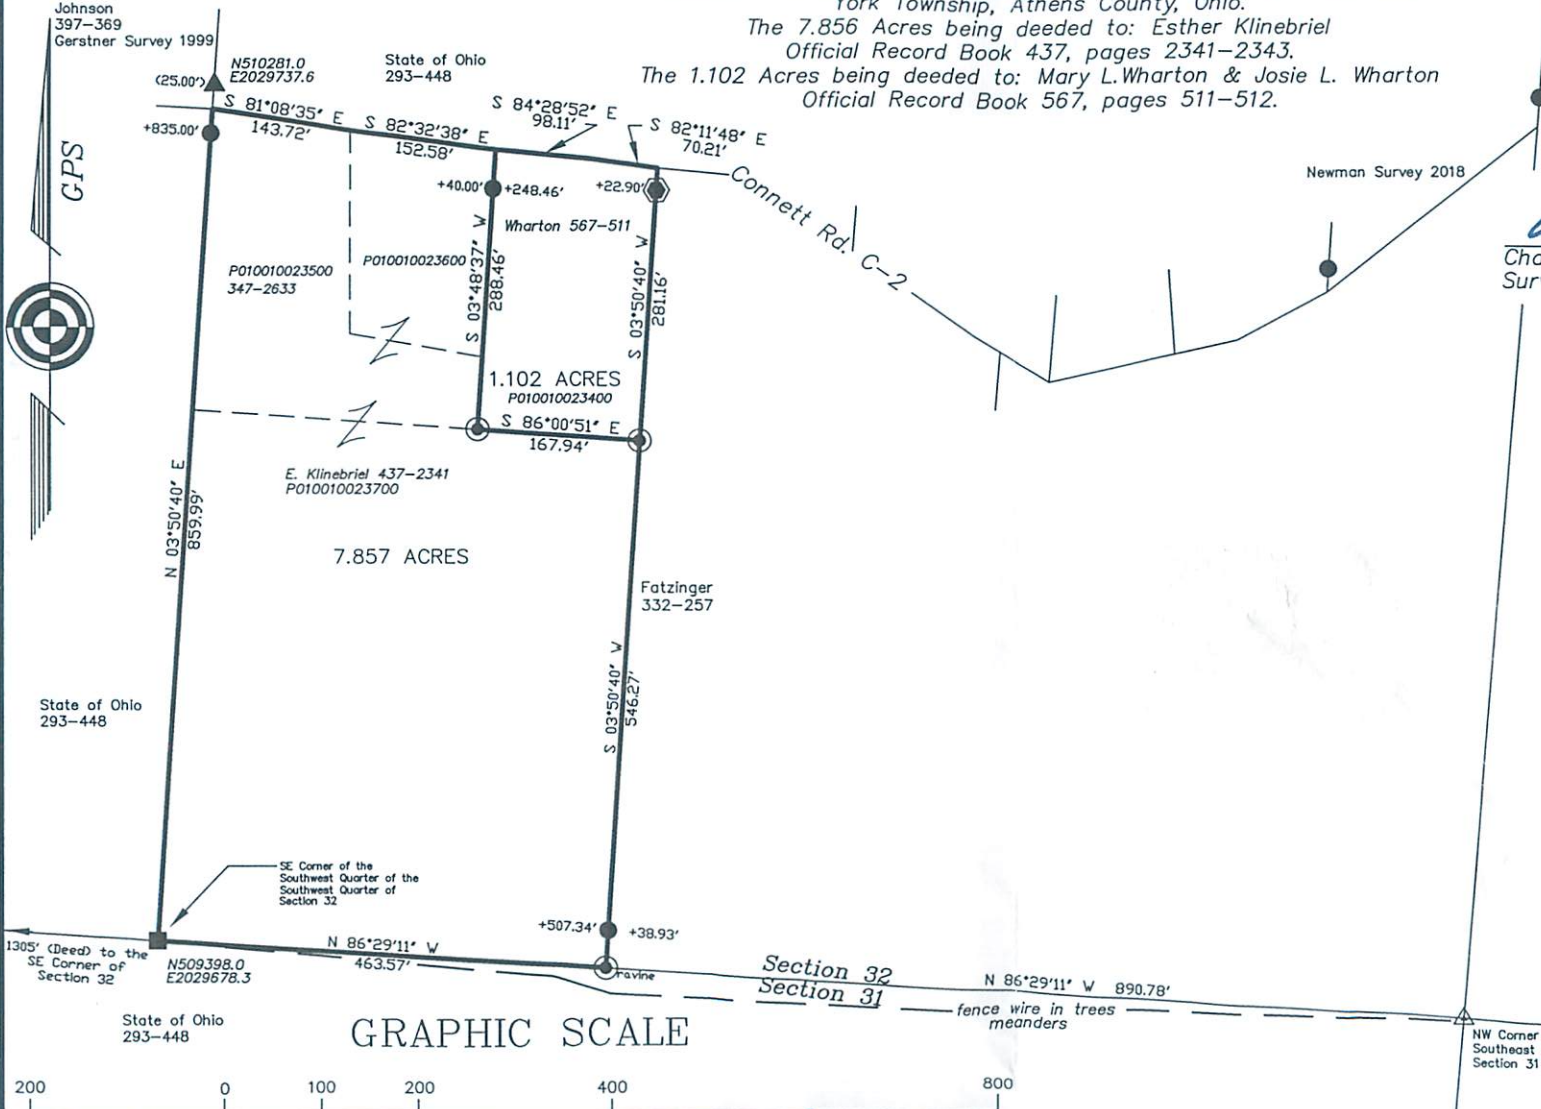 Johnson
397-369
Gerstner Survey 1999
York Township, Athens County, Ohio.
The 7.856 Acres being deeded to: Esther Klinebriel
Official Record Book 437, pages 2341-2343.
The 1.102 Acres being deeded to: Mary L. Wharton & Josie L. Wharton
Official Record Book 567, pages 511-512.
GPS
(25.00')
N510281.0
E2029737.6
State of Ohio
293-448
S 81°08'35" E
143.72'
S 82°32'38" E
152.58'
S 84°28'52" E
98.11'
S 82°11'48" E
70.21'
+835.00'
+40.00'
+248.46'
+22.90'
Connett Rd. C-2
Newman Survey 2018
Wharton 567-511
P010010023500
347-2633
P010010023600
S 03°48'37" W
288.46'
S 03°50'40" W
281.16'
1.102 ACRES
P010010023400
S 86°00'51" E
167.94'
E. Klinebriel 437-2341
P010010023700
N 03°50'40" E
859.99'
7.857 ACRES
Fatzinger
332-257
S 03°50'40" W
546.27'
State of Ohio
293-448
SE Corner of the
Southwest Quarter of the
Southwest Quarter of
Section 32
+507.34'
+38.93'
1305' (Deed) to the
SE Corner of
Section 32
N509398.0
E2029678.3
N 86°29'11" W
463.57'
ravine
Section 32
Section 31
N 86°29'11" W 890.78'
fence wire in trees
meanders
NW Corner
Southeast
Section 31
State of Ohio
293-448
GRAPHIC SCALE
200 0 100 200 400 800